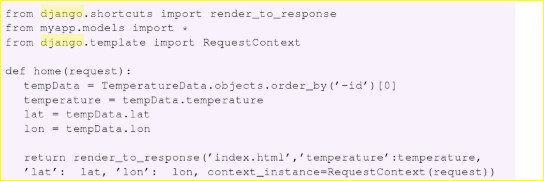 from django.shortcuts import render_to_response
from myapp.models import *
from django.template import RequestContext
def home(request):
tempData = TemperatureData.objects.order_by('-id')[0]
temperature = tempData.temperature
lat = tempData.lat
lon = tempData.lon
return render_to_response('index.html','temperature':temperature,
'lat': lat, 'lon': lon, context_instance=RequestContext(request))